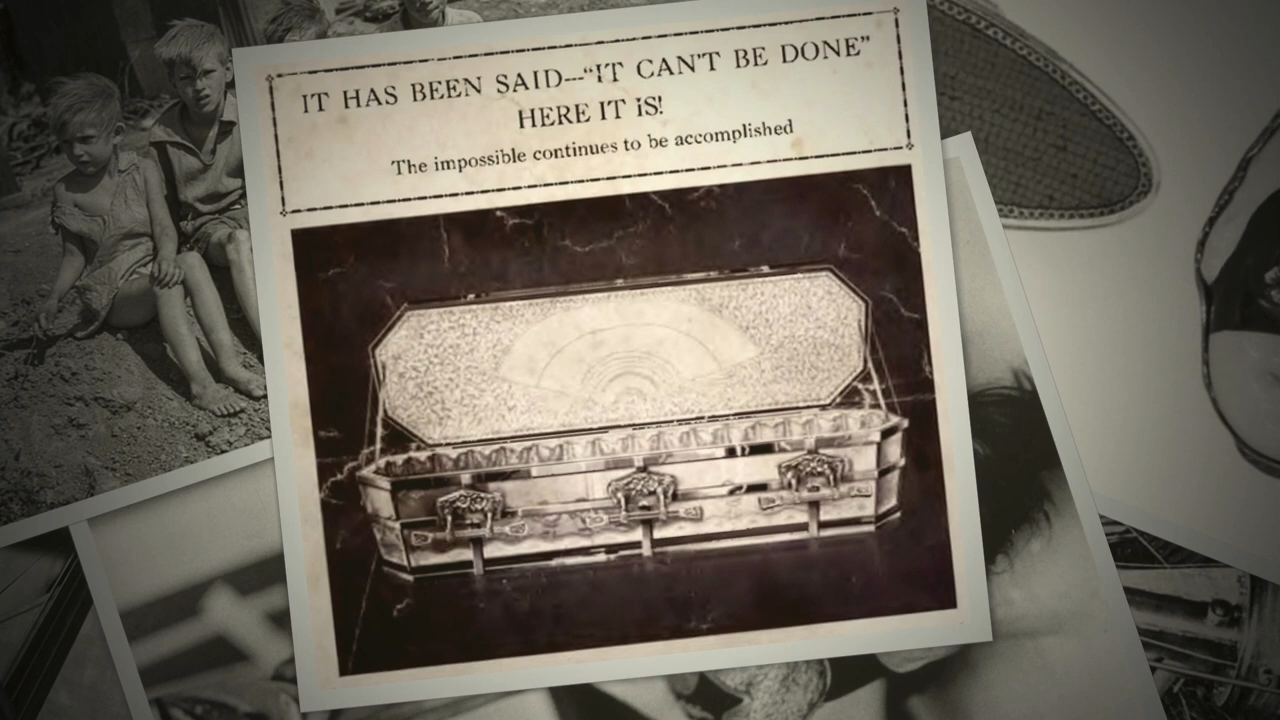 IT HAS BEEN SAID--"IT CAN'T BE DONE"
HERE IT IS!
The impossible continues to be accomplished